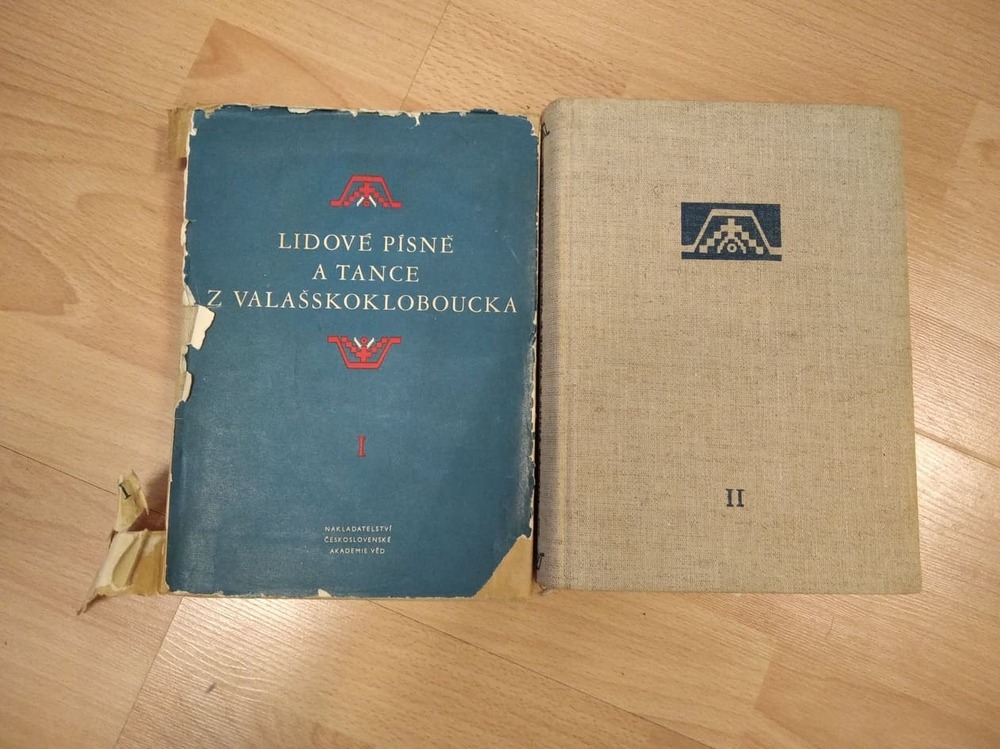 LIDOVÉ PÍSNĚ
A TANCE
Z VALAŠSKOKLOBOUCKA
I
NAKLADATELSTVÍ
ČESKOSLOVENSKÉ
AKADEMIE VĚD
I
II